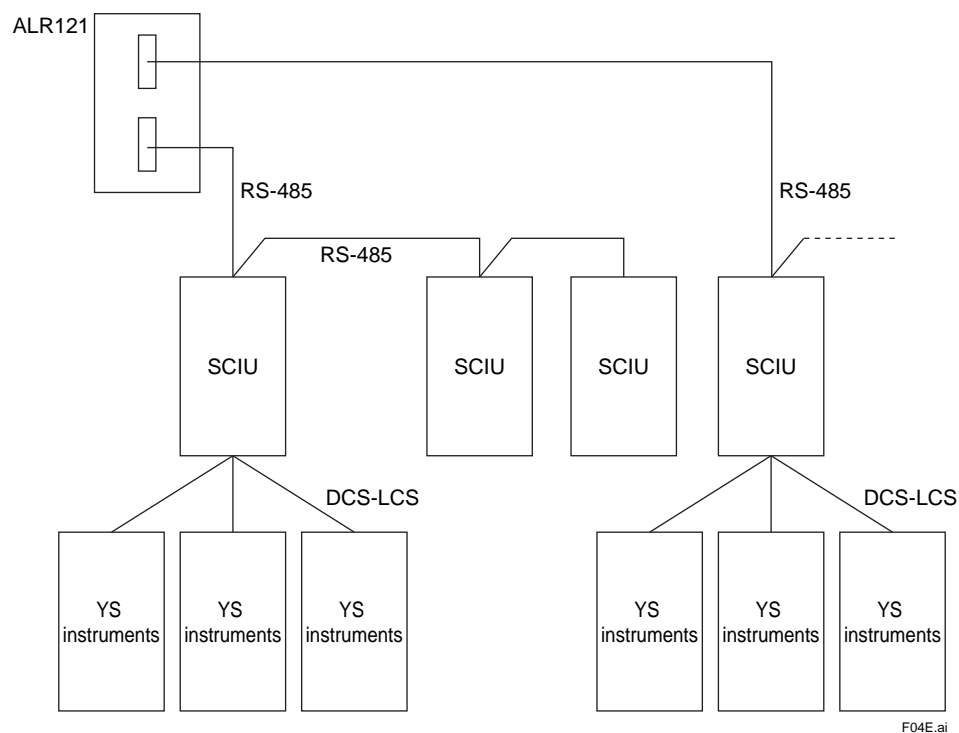 ALR121
RS-485
RS-485
RS-485
SCIU
SCIU
SCIU
SCIU
DCS-LCS
DCS-LCS
YS
instruments
YS
instruments
YS
instruments
YS
instruments
YS
instruments
YS
instruments
F04E.ai